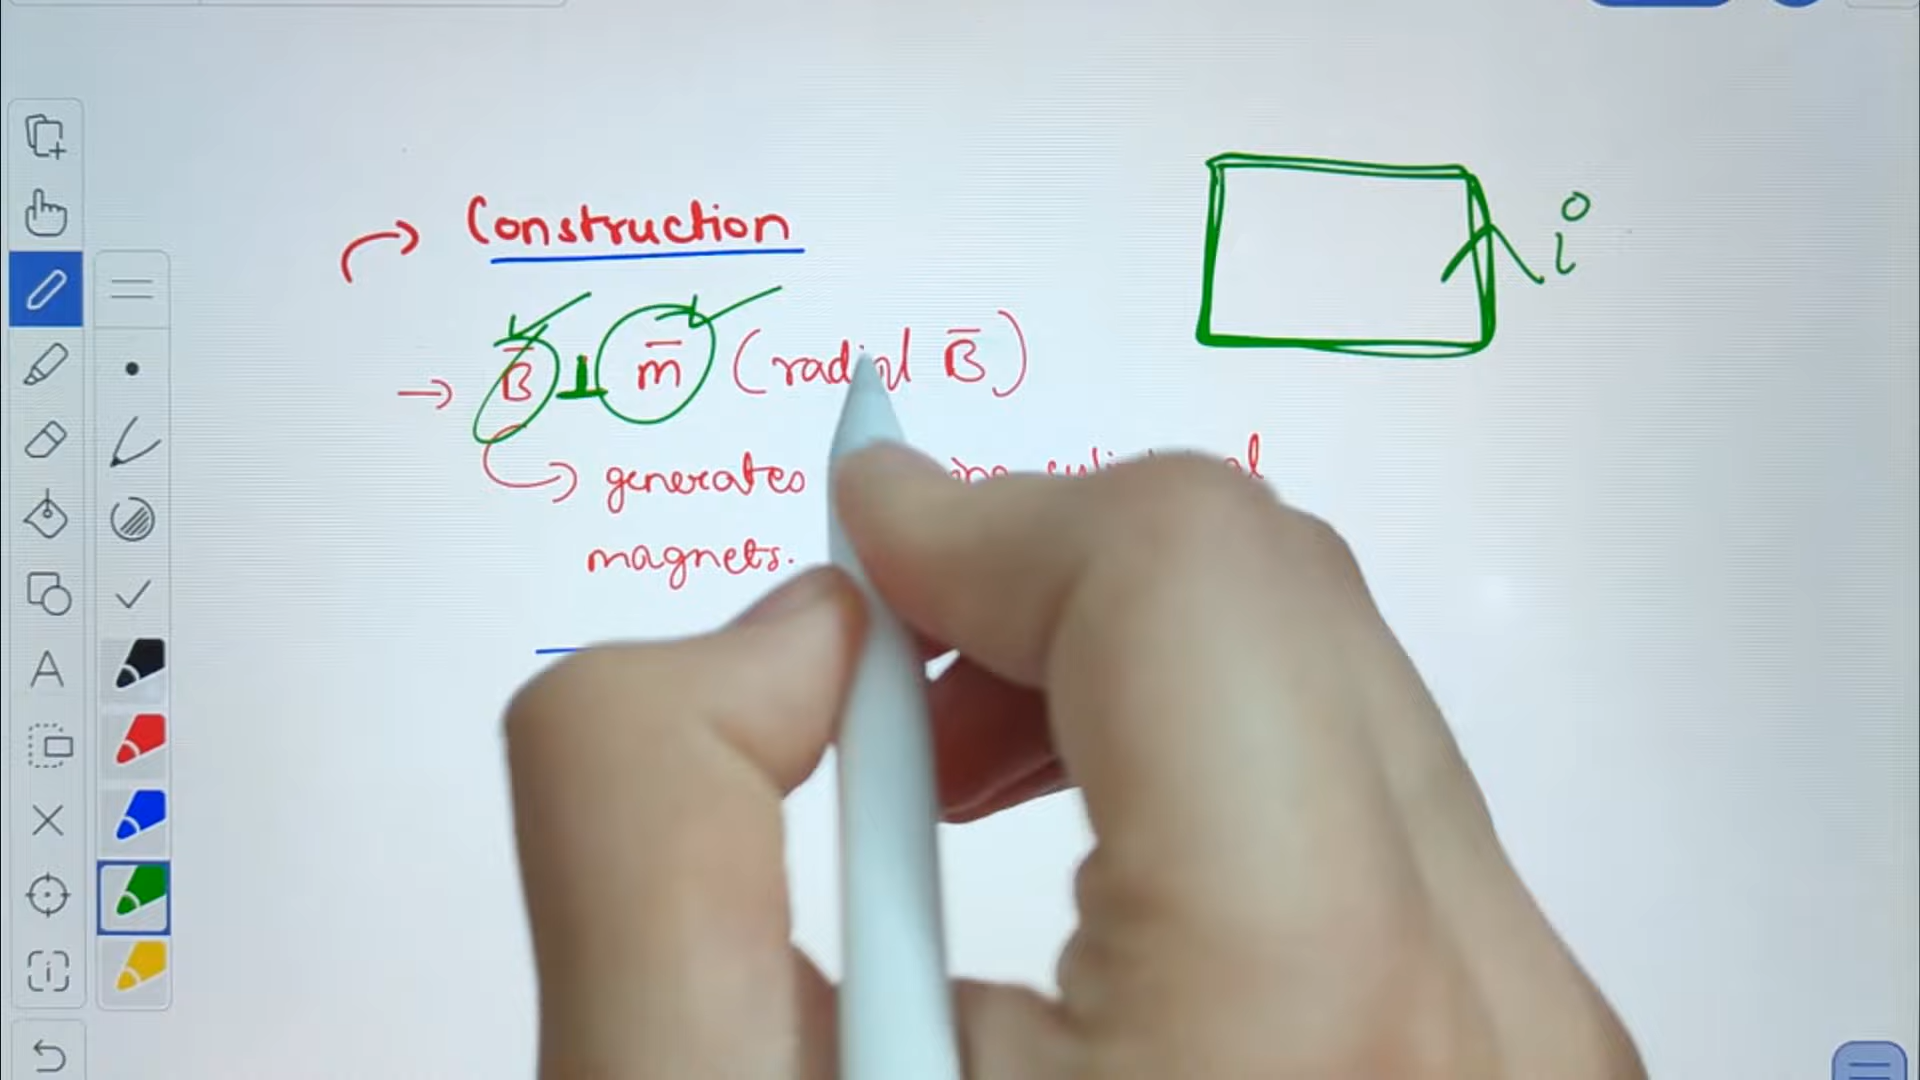 Construction
→ B̅ ⊥ m̅ (radial B̅)
generates
magnets.
i